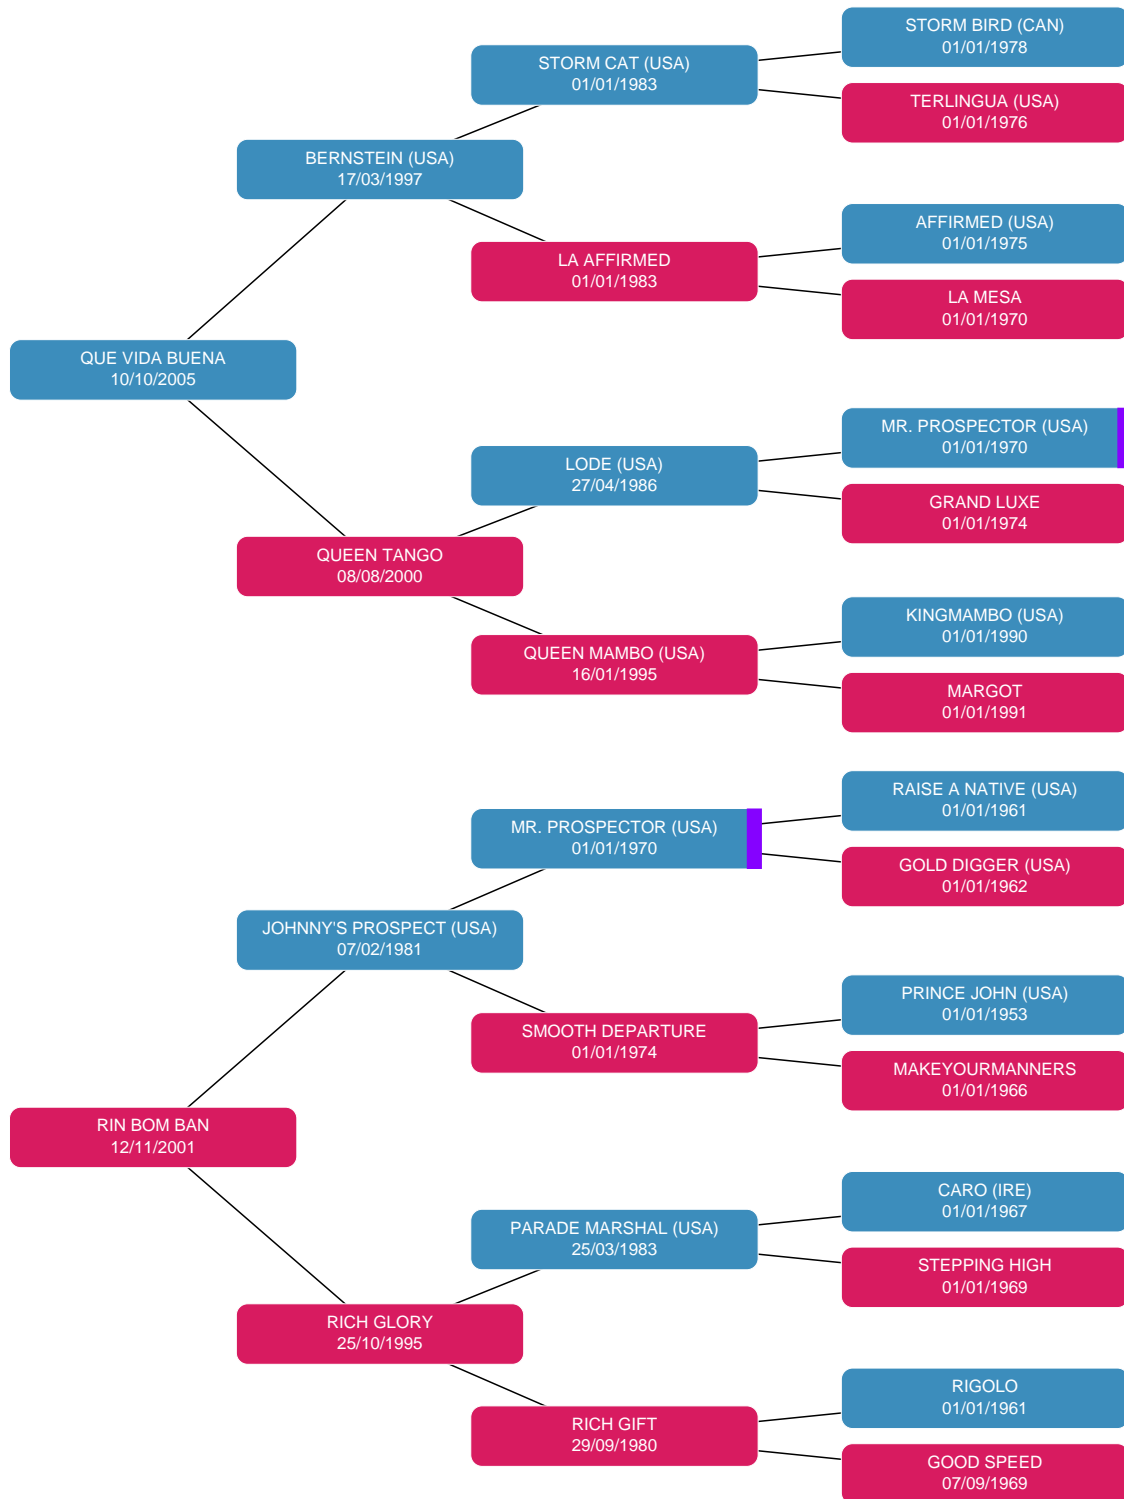 STORM BIRD (CAN)
01/01/1978
STORM CAT (USA)
01/01/1983
TERLINGUA (USA)
01/01/1976
BERNSTEIN (USA)
17/03/1997
AFFIRMED (USA)
01/01/1975
LA AFFIRMED
01/01/1983
LA MESA
01/01/1970
QUE VIDA BUENA
10/10/2005
MR. PROSPECTOR (USA)
01/01/1970
LODE (USA)
27/04/1986
GRAND LUXE
01/01/1974
QUEEN TANGO
08/08/2000
KINGMAMBO (USA)
01/01/1990
QUEEN MAMBO (USA)
16/01/1995
MARGOT
01/01/1991
RAISE A NATIVE (USA)
01/01/1961
MR. PROSPECTOR (USA)
01/01/1970
GOLD DIGGER (USA)
01/01/1962
JOHNNY'S PROSPECT (USA)
07/02/1981
PRINCE JOHN (USA)
01/01/1953
SMOOTH DEPARTURE
01/01/1974
MAKEYOURMANNERS
01/01/1966
RIN BOM BAN
12/11/2001
CARO (IRE)
01/01/1967
PARADE MARSHAL (USA)
25/03/1983
STEPPING HIGH
01/01/1969
RICH GLORY
25/10/1995
RIGOLO
01/01/1961
RICH GIFT
29/09/1980
GOOD SPEED
07/09/1969